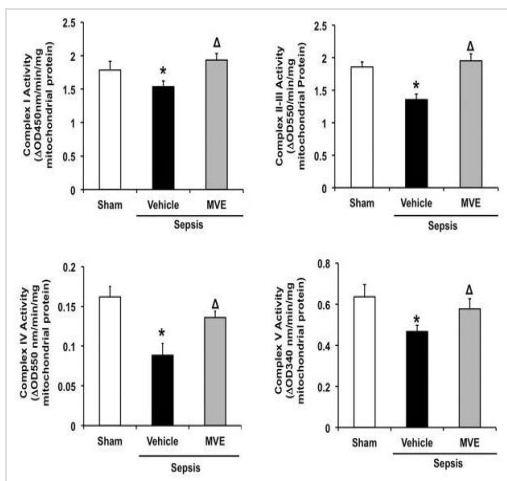 Complex I Activity
(ΔOD450nm/min/mg
mitochondrial protein)
2.5
2
1.5
1
0.5
0
*
Δ
Sham Vehicle MVE
Sepsis
Complex II-III Activity
(ΔOD550/min/mg
mitochondrial Protein)
2.5
2
1.5
1
0.5
0
*
Δ
Sham Vehicle MVE
Sepsis
Complex IV Activity
(ΔOD550 nm/min/mg
mitochondrial protein)
0.2
0.15
0.1
0.05
0
*
Δ
Sham Vehicle MVE
Sepsis
Complex V Activity
(ΔOD340 nm/min/mg
mitochondrial protein)
0.8
0.6
0.4
0.2
0
*
Δ
Sham Vehicle MVE
Sepsis